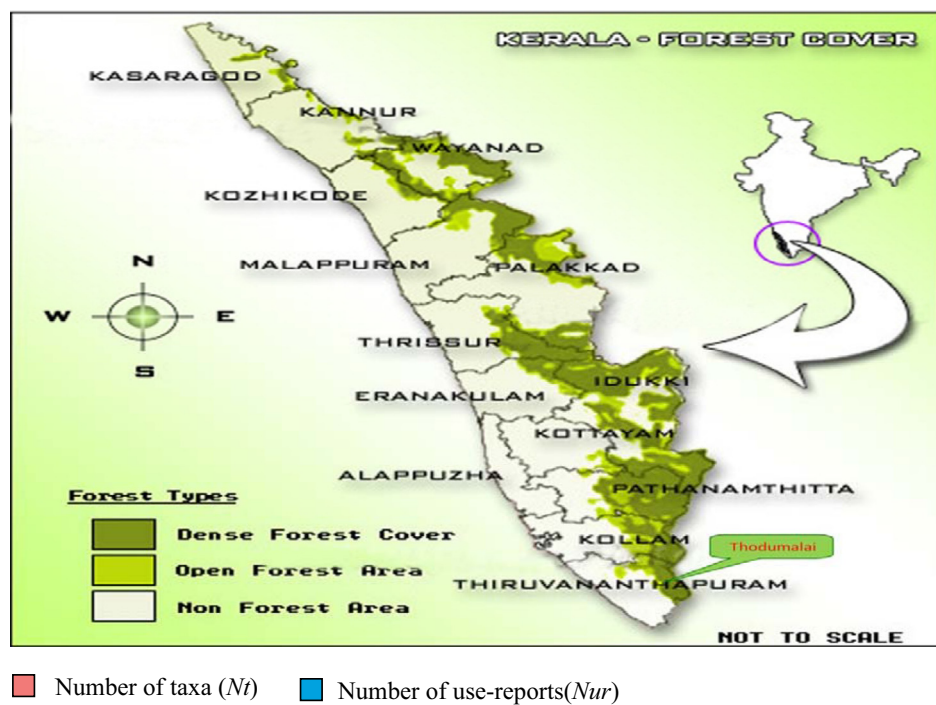 KERALA - FOREST COVER
KASARAGOD
KANNUR
WAYANAD
KOZHIKODE
MALAPPURAM
PALAKKAD
N
W E
S
THRISSUR
IDUKKI
ERANAKULAM
KOTTAYAM
ALAPPUZHA
PATHANAMTHITTA
Forest Types
Dense Forest Cover
KOLLAM
Thodumalai
Open Forest Area
THIRUVANANTHAPURAM
Non Forest Area
NOT TO SCALE
Number of taxa (Nt) Number of use-reports(Nur)